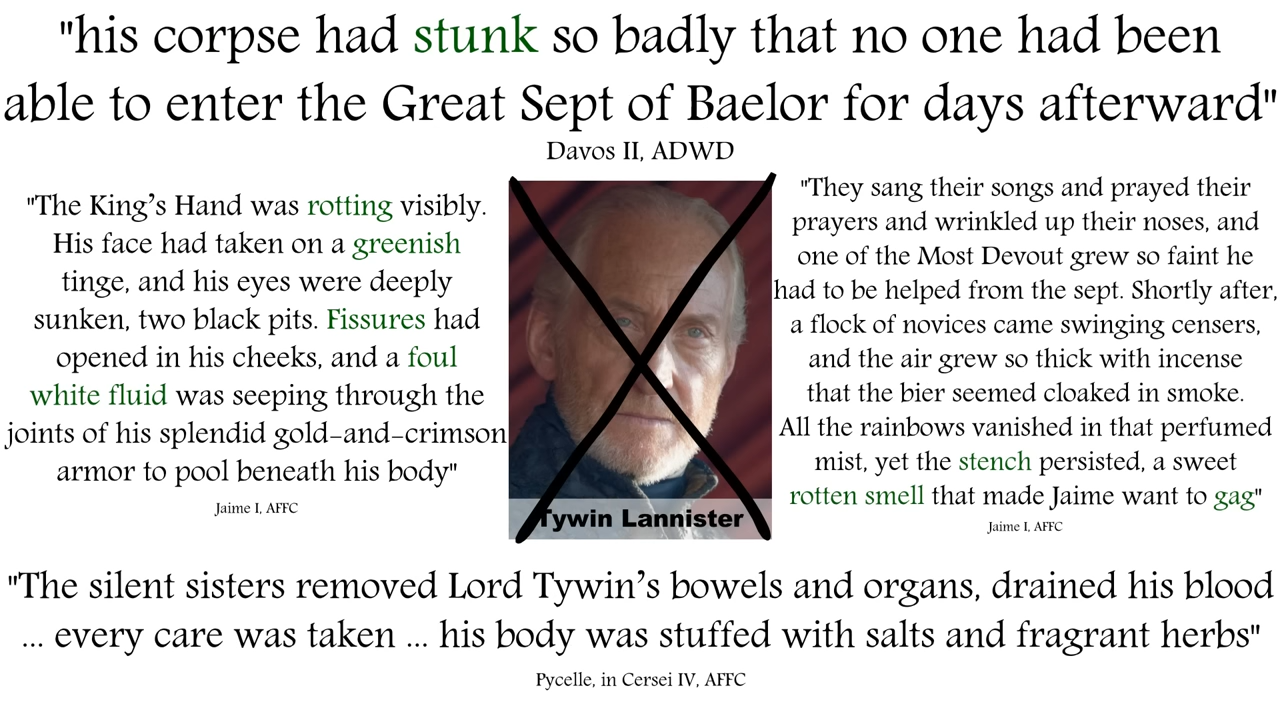 "his corpse had stunk so badly that no one had been
able to enter the Great Sept of Baelor for days afterward"
Davos II, ADWD
"The King's Hand was rotting visibly.
His face had taken on a greenish
tinge, and his eyes were deeply
sunken, two black pits. Fissures had
opened in his cheeks, and a foul
white fluid was seeping through the
joints of his splendid gold-and-crimson
armor to pool beneath his body"
Jaime I, AFFC
Tywin Lannister
"They sang their songs and prayed their
prayers and wrinkled up their noses, and
one of the Most Devout grew so faint he
had to be helped from the sept. Shortly after,
a flock of novices came swinging censers,
and the air grew so thick with incense
that the bier seemed cloaked in smoke.
All the rainbows vanished in that perfumed
mist, yet the stench persisted, a sweet
rotten smell that made Jaime want to gag"
Jaime I, AFFC
"The silent sisters removed Lord Tywin's bowels and organs, drained his blood
... every care was taken ... his body was stuffed with salts and fragrant herbs"
Pycelle, in Cersei IV, AFFC